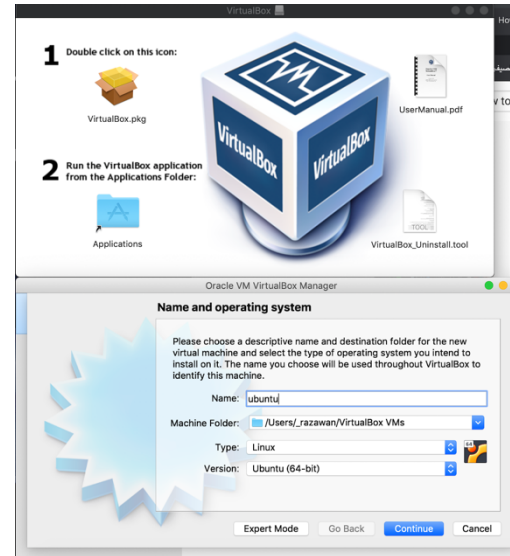 VirtualBox
Ho
1 Double click on this icon:
VirtualBox.pkg
UserManual.pdf
w to
2 Run the VirtualBox application
from the Applications Folder:
Applications
VirtualBox
VirtualBox
TOOL
VirtualBox_Uninstall.tool
Oracle VM VirtualBox Manager
Name and operating system
Please choose a descriptive name and destination folder for the new
virtual machine and select the type of operating system you intend to
install on it. The name you choose will be used throughout VirtualBox to
identify this machine.
Name: ubuntu
Machine Folder: /Users/_razawan/VirtualBox VMs
Type: Linux
64
Version: Ubuntu (64-bit)
Expert Mode Go Back Continue Cancel